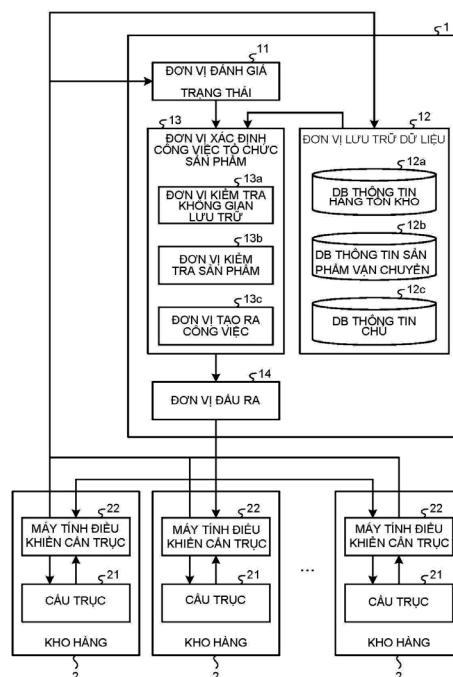 1
11
ĐƠN VỊ ĐÁNH GIÁ
TRẠNG THÁI
13
ĐƠN VỊ XÁC ĐỊNH
CÔNG VIỆC TỔ CHỨC
SẢN PHẨM
13a
ĐƠN VỊ KIỂM TRA
KHÔNG GIAN
LƯU TRỮ
13b
ĐƠN VỊ KIỂM
TRA SẢN PHẨM
13c
ĐƠN VỊ TẠO RA
CÔNG VIỆC
12
ĐƠN VỊ LƯU TRỮ DỮ LIỆU
12a
DB THÔNG TIN
HÀNG TỒN KHO
12b
DB THÔNG TIN SẢN
PHẨM VẬN CHUYỂN
12c
DB THÔNG TIN
CHỦ
14
ĐƠN VỊ ĐẦU RA
22
MÁY TÍNH ĐIỀU
KHIỂN CẦN TRỤC
21
CẦU TRỤC
KHO HÀNG
2
22
MÁY TÍNH ĐIỀU
KHIỂN CẦN TRỤC
21
CẦU TRỤC
KHO HÀNG
2
...
22
MÁY TÍNH ĐIỀU
KHIỂN CẦN TRỤC
21
CẦU TRỤC
KHO HÀNG
2